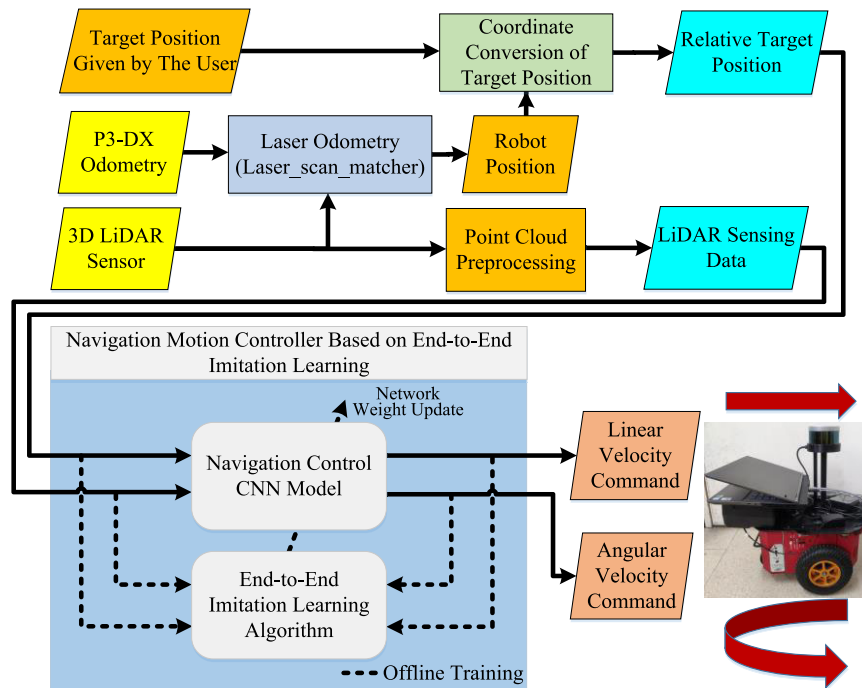 Target Position
Given by The User
Coordinate
Conversion of
Target Position
Relative Target
Position
P3-DX
Odometry
Laser Odometry
(Laser_scan_matcher)
Robot
Position
3D LiDAR
Sensor
Point Cloud
Preprocessing
LiDAR Sensing
Data
Navigation Motion Controller Based on End-to-End
Imitation Learning
Network
Weight Update
Navigation Control
CNN Model
Linear
Velocity
Command
End-to-End
Imitation Learning
Algorithm
Angular
Velocity
Command
Offline Training